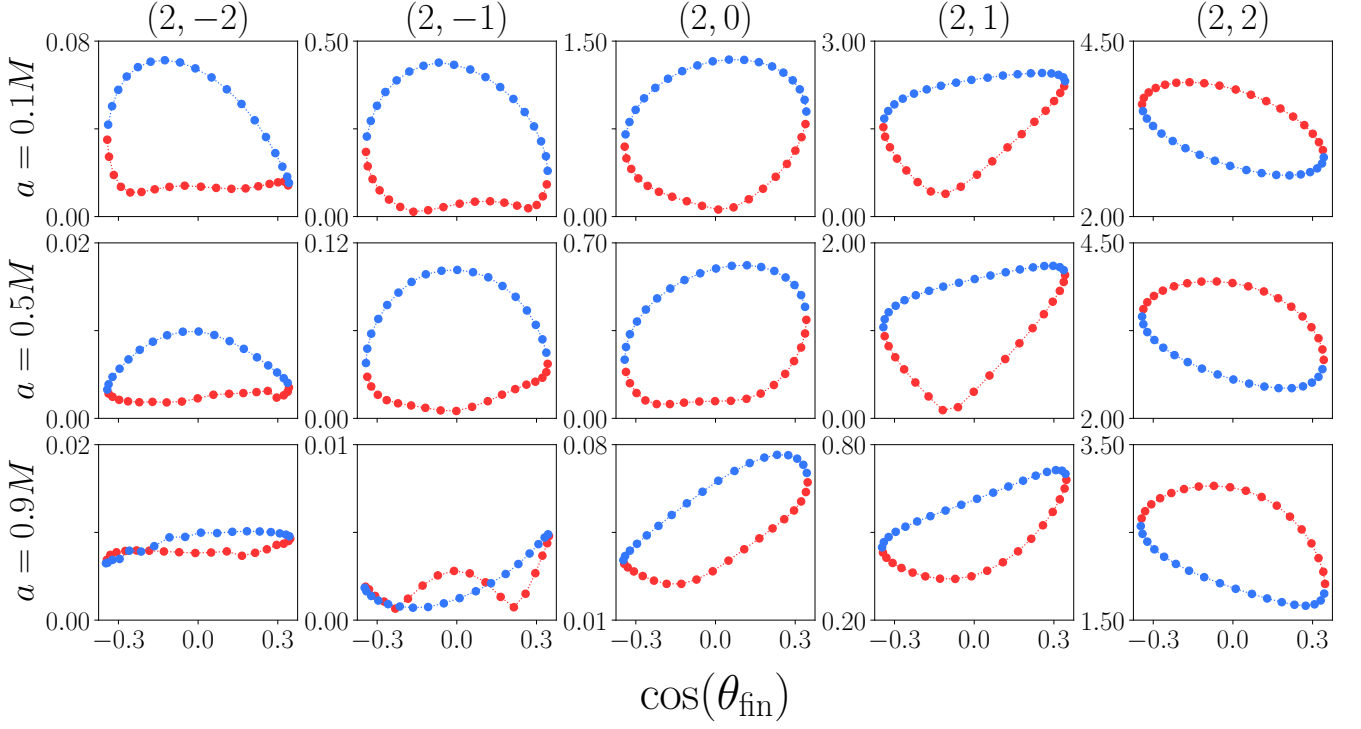 (2, −2) (2, −1) (2, 0) (2, 1) (2, 2)
0.08 0.50 1.50 3.00 4.50
a = 0.1M
0.00 0.00 0.00 0.00 2.00
0.02 0.12 0.70 2.00 4.50
a = 0.5M
0.00 0.00 0.00 0.00 2.00
0.02 0.01 0.08 0.80 3.50
a = 0.9M
0.00 0.00 0.01 0.20 1.50
−0.3 0.0 0.3 −0.3 0.0 0.3 −0.3 0.0 0.3 −0.3 0.0 0.3 −0.3 0.0 0.3
cos(θ_fin)